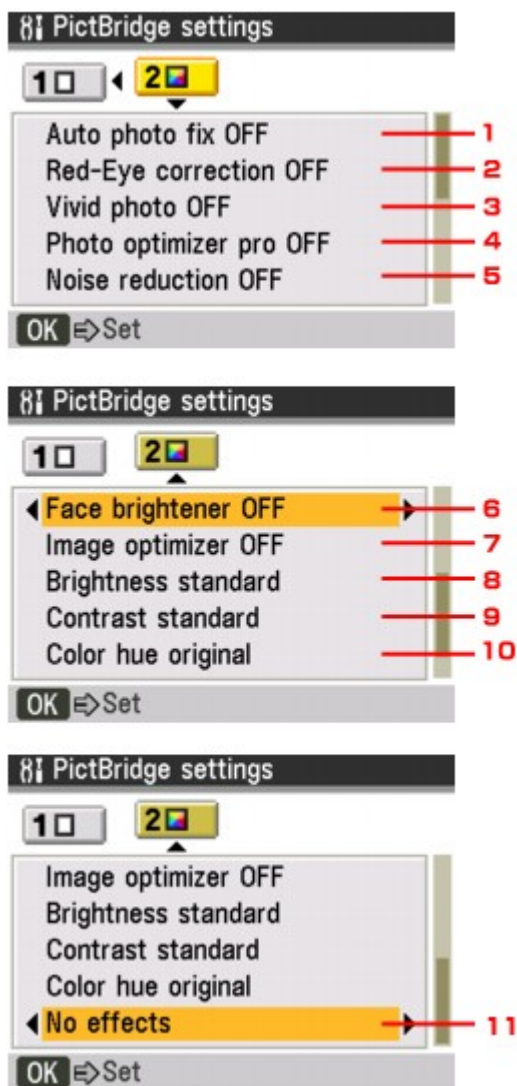 PictBridge settings
1 2
Auto photo fix OFF 1
Red-Eye correction OFF 2
Vivid photo OFF 3
Photo optimizer pro OFF 4
Noise reduction OFF 5
OK Set
PictBridge settings
1 2
Face brightener OFF 6
Image optimizer OFF 7
Brightness standard 8
Contrast standard 9
Color hue original 10
OK Set
PictBridge settings
1 2
Image optimizer OFF
Brightness standard
Contrast standard
Color hue original
No effects 11
OK Set